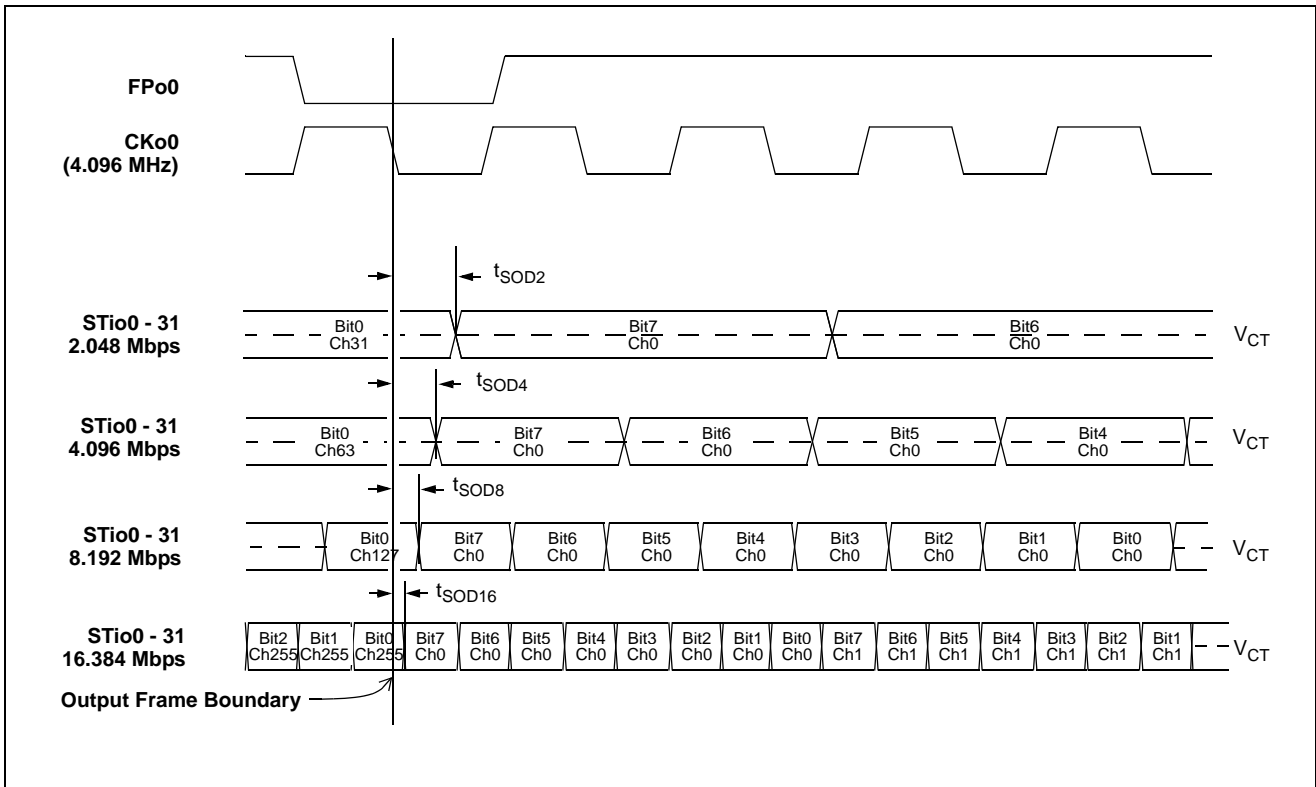 FPo0
CKo0
(4.096 MHz)
tSOD2
STio0 - 31
2.048 Mbps
Bit0
Ch31
Bit7
Ch0
Bit6
Ch0
VCT
tSOD4
STio0 - 31
4.096 Mbps
Bit0
Ch63
Bit7
Ch0
Bit6
Ch0
Bit5
Ch0
Bit4
Ch0
VCT
tSOD8
STio0 - 31
8.192 Mbps
Bit0
Ch127
Bit7
Ch0
Bit6
Ch0
Bit5
Ch0
Bit4
Ch0
Bit3
Ch0
Bit2
Ch0
Bit1
Ch0
Bit0
Ch0
VCT
tSOD16
STio0 - 31
16.384 Mbps
Bit2
Ch255
Bit1
Ch255
Bit0
Ch255
Bit7
Ch0
Bit6
Ch0
Bit5
Ch0
Bit4
Ch0
Bit3
Ch0
Bit2
Ch0
Bit1
Ch0
Bit0
Ch0
Bit7
Ch1
Bit6
Ch1
Bit5
Ch1
Bit4
Ch1
Bit3
Ch1
Bit2
Ch1
Bit1
Ch1
VCT
Output Frame Boundary